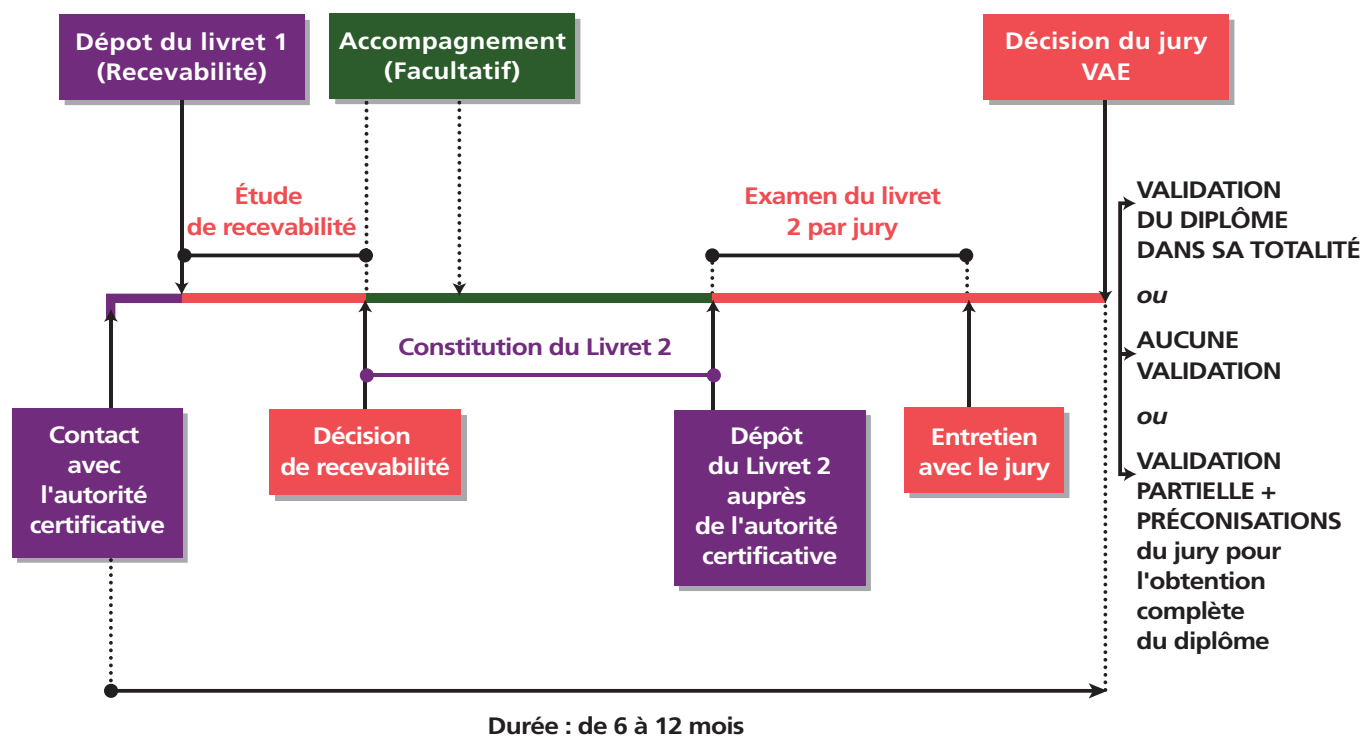 Dépot du livret 1
(Recevabilité)
Accompagnement
(Facultatif)
Décision du jury
VAE
Étude
de recevabilité
Examen du livret
2 par jury
VALIDATION
DU DIPLÔME
DANS SA TOTALITÉ
ou
AUCUNE
VALIDATION
ou
VALIDATION
PARTIELLE +
PRÉCONISATIONS
du jury pour
l'obtention
complète
du diplôme
Constitution du Livret 2
Contact
avec
l'autorité
certificative
Décision
de recevabilité
Dépôt
du Livret 2
auprès
de l'autorité
certificative
Entretien
avec le jury
Durée : de 6 à 12 mois